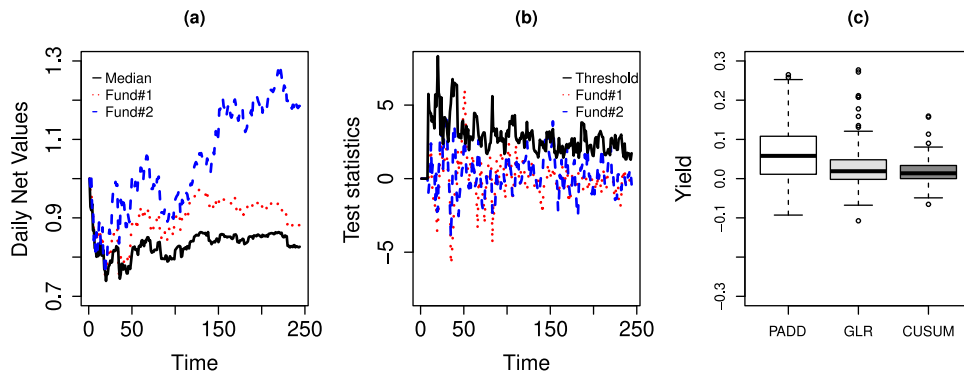 (a)
Daily Net Values
1.3
1.1
0.9
0.7
Median
Fund#1
Fund#2
0
50
150
250
Time
(b)
Test statistics
5
0
−5
Threshold
Fund#1
Fund#2
0
50
150
250
Time
(c)
Yield
0.3
0.1
0.0
−0.1
−0.3
PADD
GLR
CUSUM